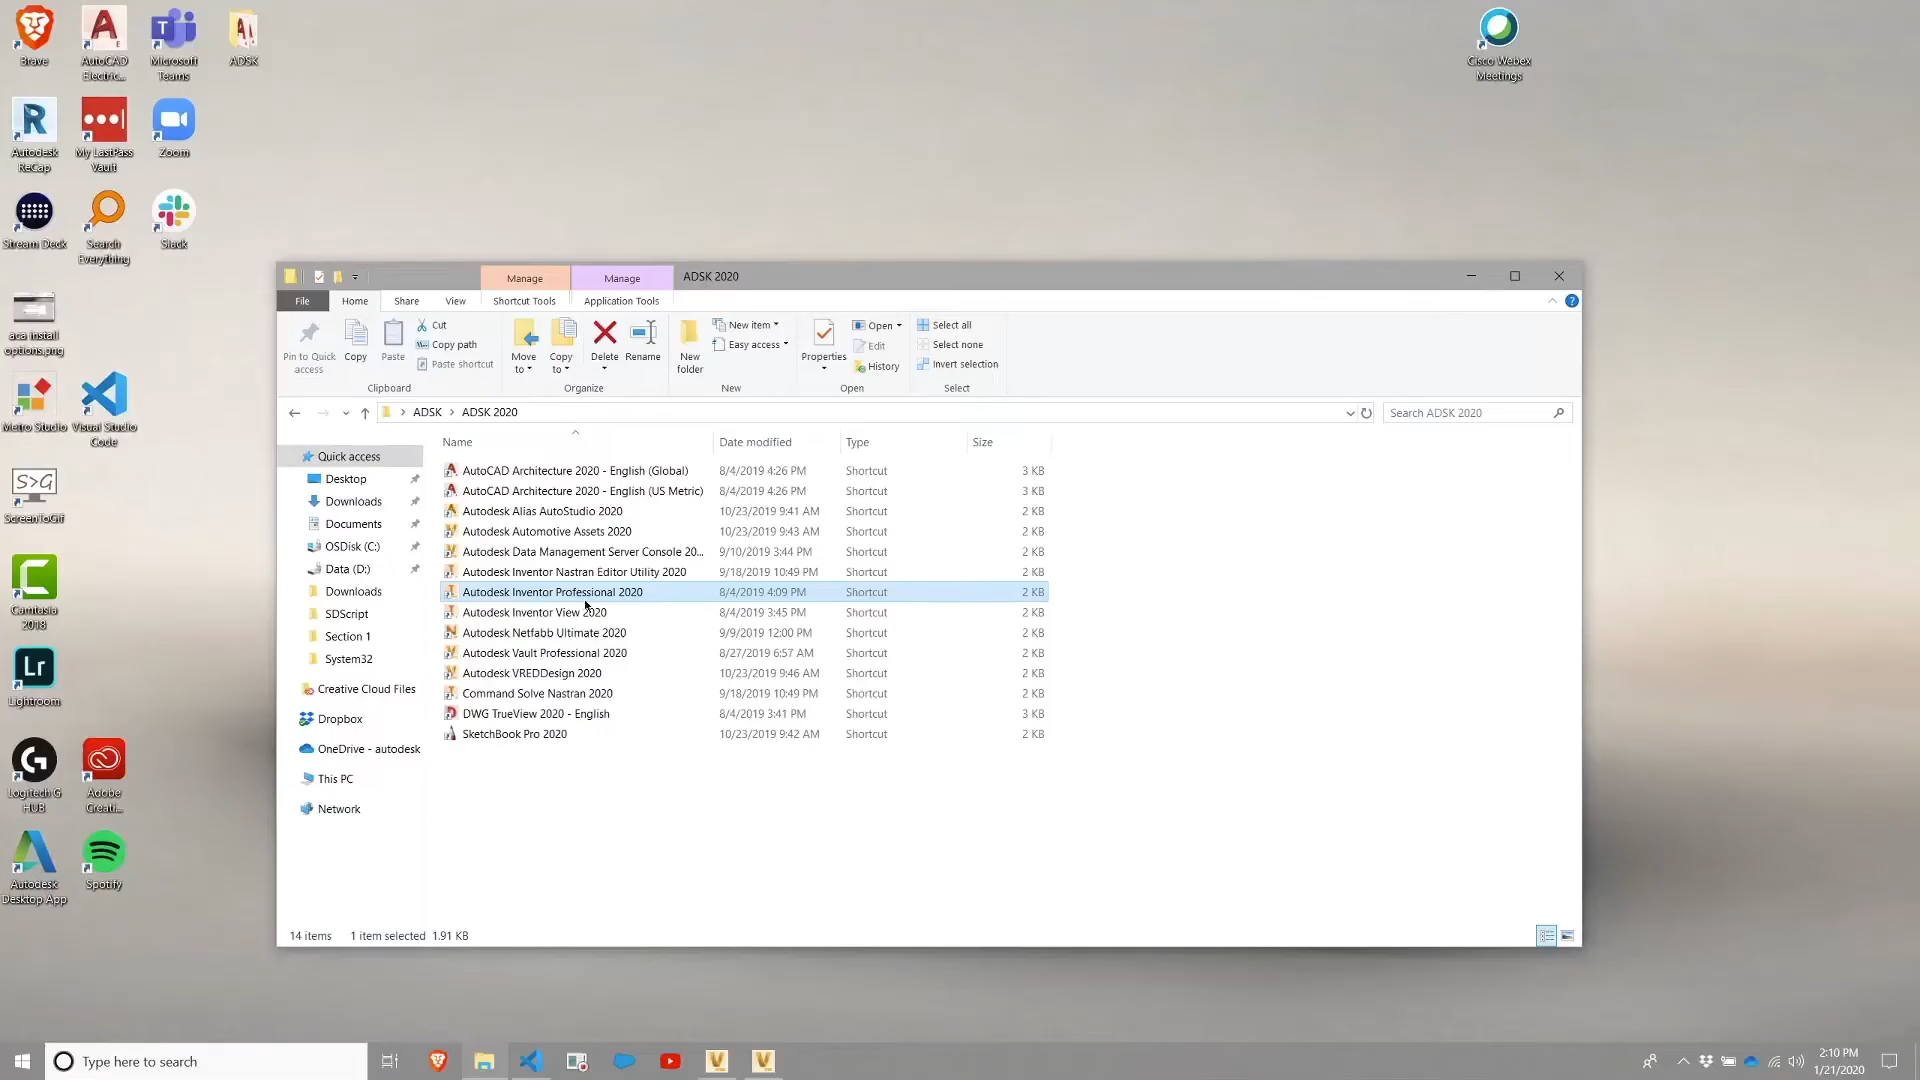 Brave
AutoCAD
Electric...
Microsoft
Teams
ADSK
Cisco Webex
Meetings
Autodesk
ReCap
My LastPass
Vault
Zoom
Stream Deck
Search
Everything
Slack
aca install
options.png
Metro Studio
Visual Studio
Code
S>G
ScreenToGif
Camtasia
2018
Lr
Lightroom
Logitech G
HUB
Adobe
Creati...
Autodesk
Desktop App
Spotify
Manage
Manage
ADSK 2020
File
Home
Share
View
Shortcut Tools
Application Tools
Pin to Quick
access
Copy
Paste
Cut
Copy path
Paste shortcut
Clipboard
Move
to
Copy
to
Delete
Rename
Organize
New
folder
New item
Easy access
New
Properties
Open
Edit
History
Open
Select all
Select none
Invert selection
Select
ADSK > ADSK 2020
Search ADSK 2020
Quick access
Desktop
Downloads
Documents
OSDisk (C:)
Data (D:)
Downloads
SDScript
Section 1
System32
Creative Cloud Files
Dropbox
OneDrive - autodesk
This PC
Network
Name Date modified Type Size
AutoCAD Architecture 2020 - English (Global) 8/4/2019 4:26 PM Shortcut 3 KB
AutoCAD Architecture 2020 - English (US Metric) 8/4/2019 4:26 PM Shortcut 3 KB
Autodesk Alias AutoStudio 2020 10/23/2019 9:41 AM Shortcut 2 KB
Autodesk Automotive Assets 2020 10/23/2019 9:43 AM Shortcut 2 KB
Autodesk Data Management Server Console 20... 9/10/2019 3:44 PM Shortcut 2 KB
Autodesk Inventor Nastran Editor Utility 2020 9/18/2019 10:49 PM Shortcut 2 KB
Autodesk Inventor Professional 2020 8/4/2019 4:09 PM Shortcut 2 KB
Autodesk Inventor View 2020 8/4/2019 3:45 PM Shortcut 2 KB
Autodesk Netfabb Ultimate 2020 9/9/2019 12:00 PM Shortcut 2 KB
Autodesk Vault Professional 2020 8/27/2019 6:57 AM Shortcut 2 KB
Autodesk VREDDesign 2020 10/23/2019 9:46 AM Shortcut 2 KB
Command Solve Nastran 2020 9/18/2019 10:49 PM Shortcut 2 KB
DWG TrueView 2020 - English 8/4/2019 3:41 PM Shortcut 3 KB
SketchBook Pro 2020 10/23/2019 9:42 AM Shortcut 2 KB
14 items 1 item selected 1.91 KB
Type here to search
2:10 PM
1/21/2020